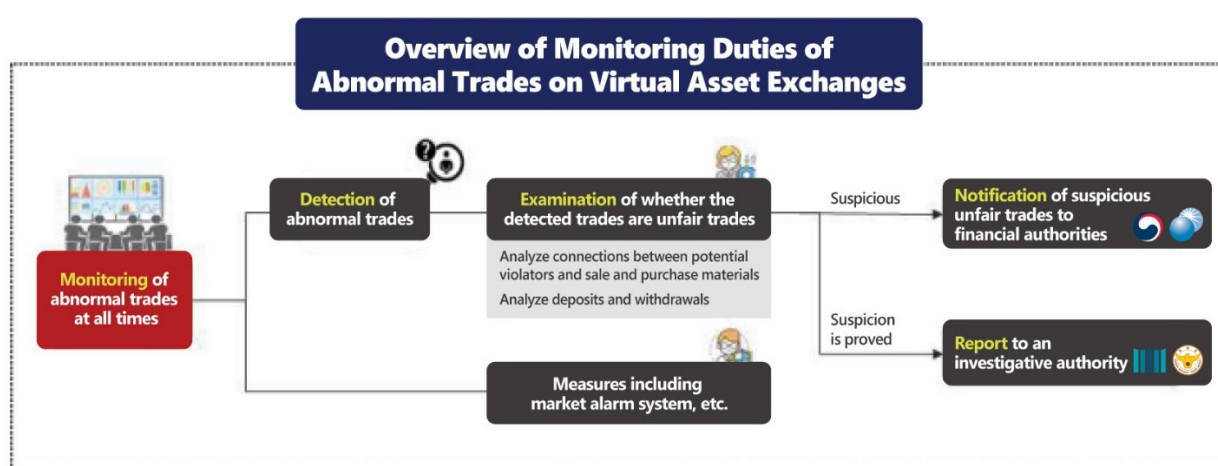 Overview of Monitoring Duties of
Abnormal Trades on Virtual Asset Exchanges
Monitoring of
abnormal trades
at all times
?
Detection of
abnormal trades
Examination of whether the
detected trades are unfair trades
Analyze connections between potential
violators and sale and purchase materials
Analyze deposits and withdrawals
Measures including
market alarm system, etc.
Suspicious
Notification of suspicious
unfair trades to
financial authorities
Suspicion
is proved
Report to an
investigative authority